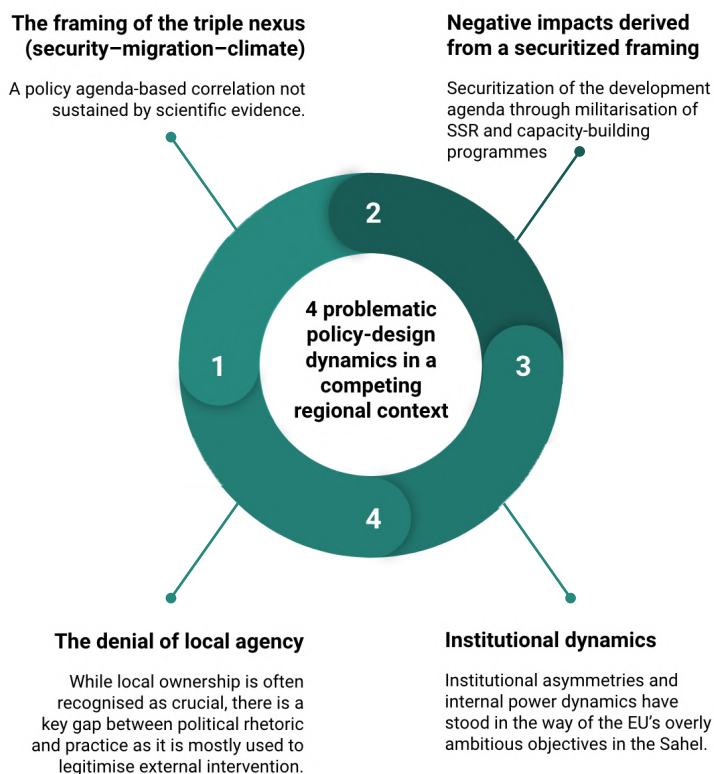 The framing of the triple nexus
(security–migration–climate)
A policy agenda-based correlation not
sustained by scientific evidence.
Negative impacts derived
from a securitized framing
Securitization of the development
agenda through militarisation of
SSR and capacity-building
programmes
1
2
3
4
4 problematic
policy-design
dynamics in a
competing
regional context
The denial of local agency
While local ownership is often
recognised as crucial, there is a
key gap between political rhetoric
and practice as it is mostly used to
legitimise external intervention.
Institutional dynamics
Institutional asymmetries and
internal power dynamics have
stood in the way of the EU’s overly
ambitious objectives in the Sahel.